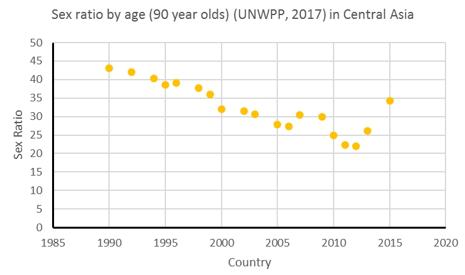 Sex ratio by age (90 year olds) (UNWPP, 2017) in Central Asia
50
45
40
35
30
25
20
15
10
5
0
Sex Ratio
1985 1990 1995 2000 2005 2010 2015 2020
Country